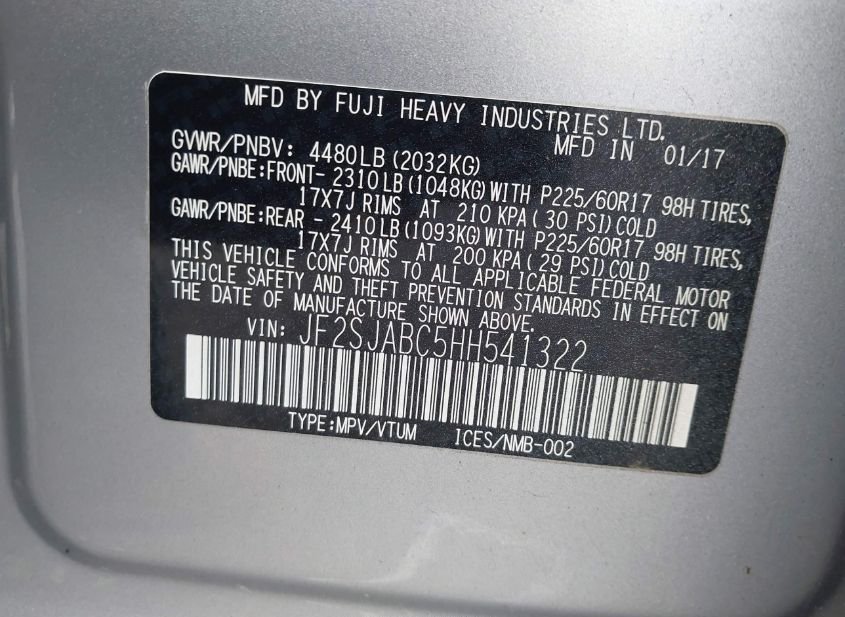 MFD BY FUJI HEAVY INDUSTRIES LTD.
MFD IN 01/17
GVWR/PNBV: 4480LB (2032KG)
GAWR/PNBE:FRONT- 2310LB (1048KG) WITH P225/60R17 98H TIRES,
17X7J RIMS AT 210 KPA ( 30 PSI) COLD
GAWR/PNBE:REAR - 2410LB (1093KG) WITH P225/60R17 98H TIRES,
17X7J RIMS AT 200 KPA ( 29 PSI) COLD
THIS VEHICLE CONFORMS TO ALL APPLICABLE FEDERAL MOTOR
VEHICLE SAFETY AND THEFT PREVENTION STANDARDS IN EFFECT ON
THE DATE OF MANUFACTURE SHOWN ABOVE.
VIN: JF2SJABC5HH541322
TYPE:MPV/VTUM ICES/NMB-002